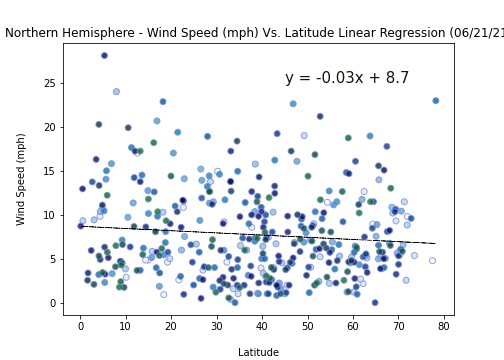 Northern Hemisphere - Wind Speed (mph) Vs. Latitude Linear Regression (06/21/21
y = -0.03x + 8.7
Wind Speed (mph)
25
20
15
10
5
0
0 10 20 30 40 50 60 70 80
Latitude